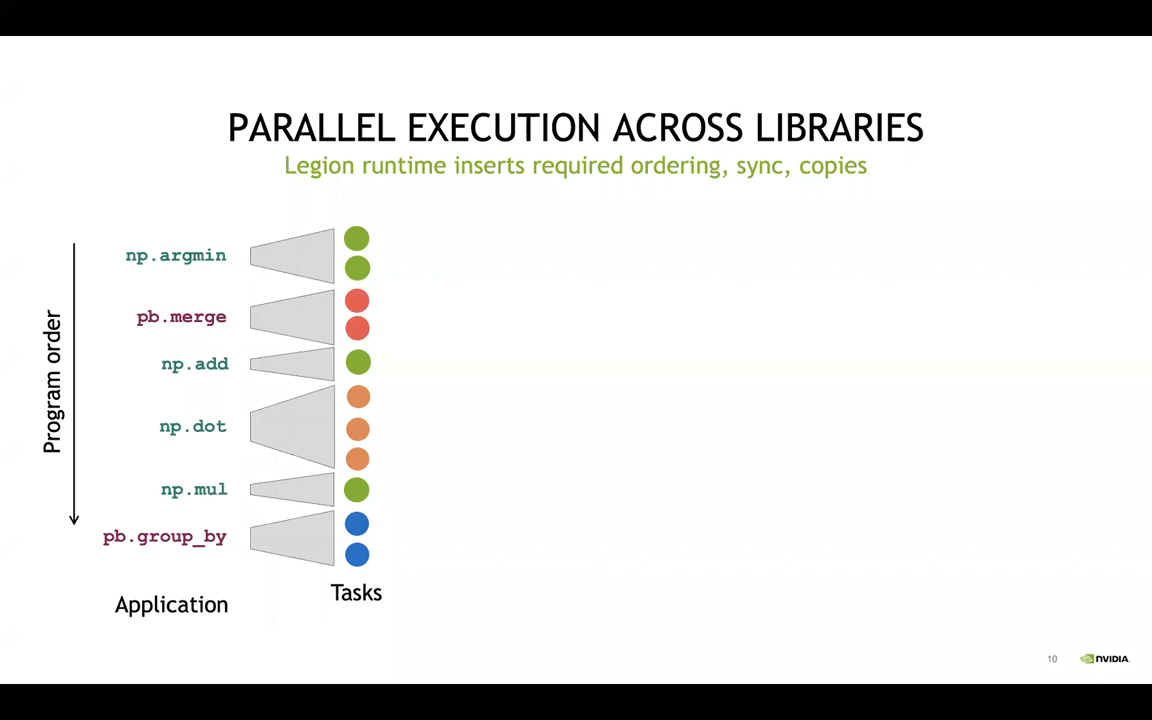 PARALLEL EXECUTION ACROSS LIBRARIES
Legion runtime inserts required ordering, sync, copies
Program order
np.argmin
pb.merge
np.add
np.dot
np.mul
pb.group_by
Application
Tasks
10
NVIDIA